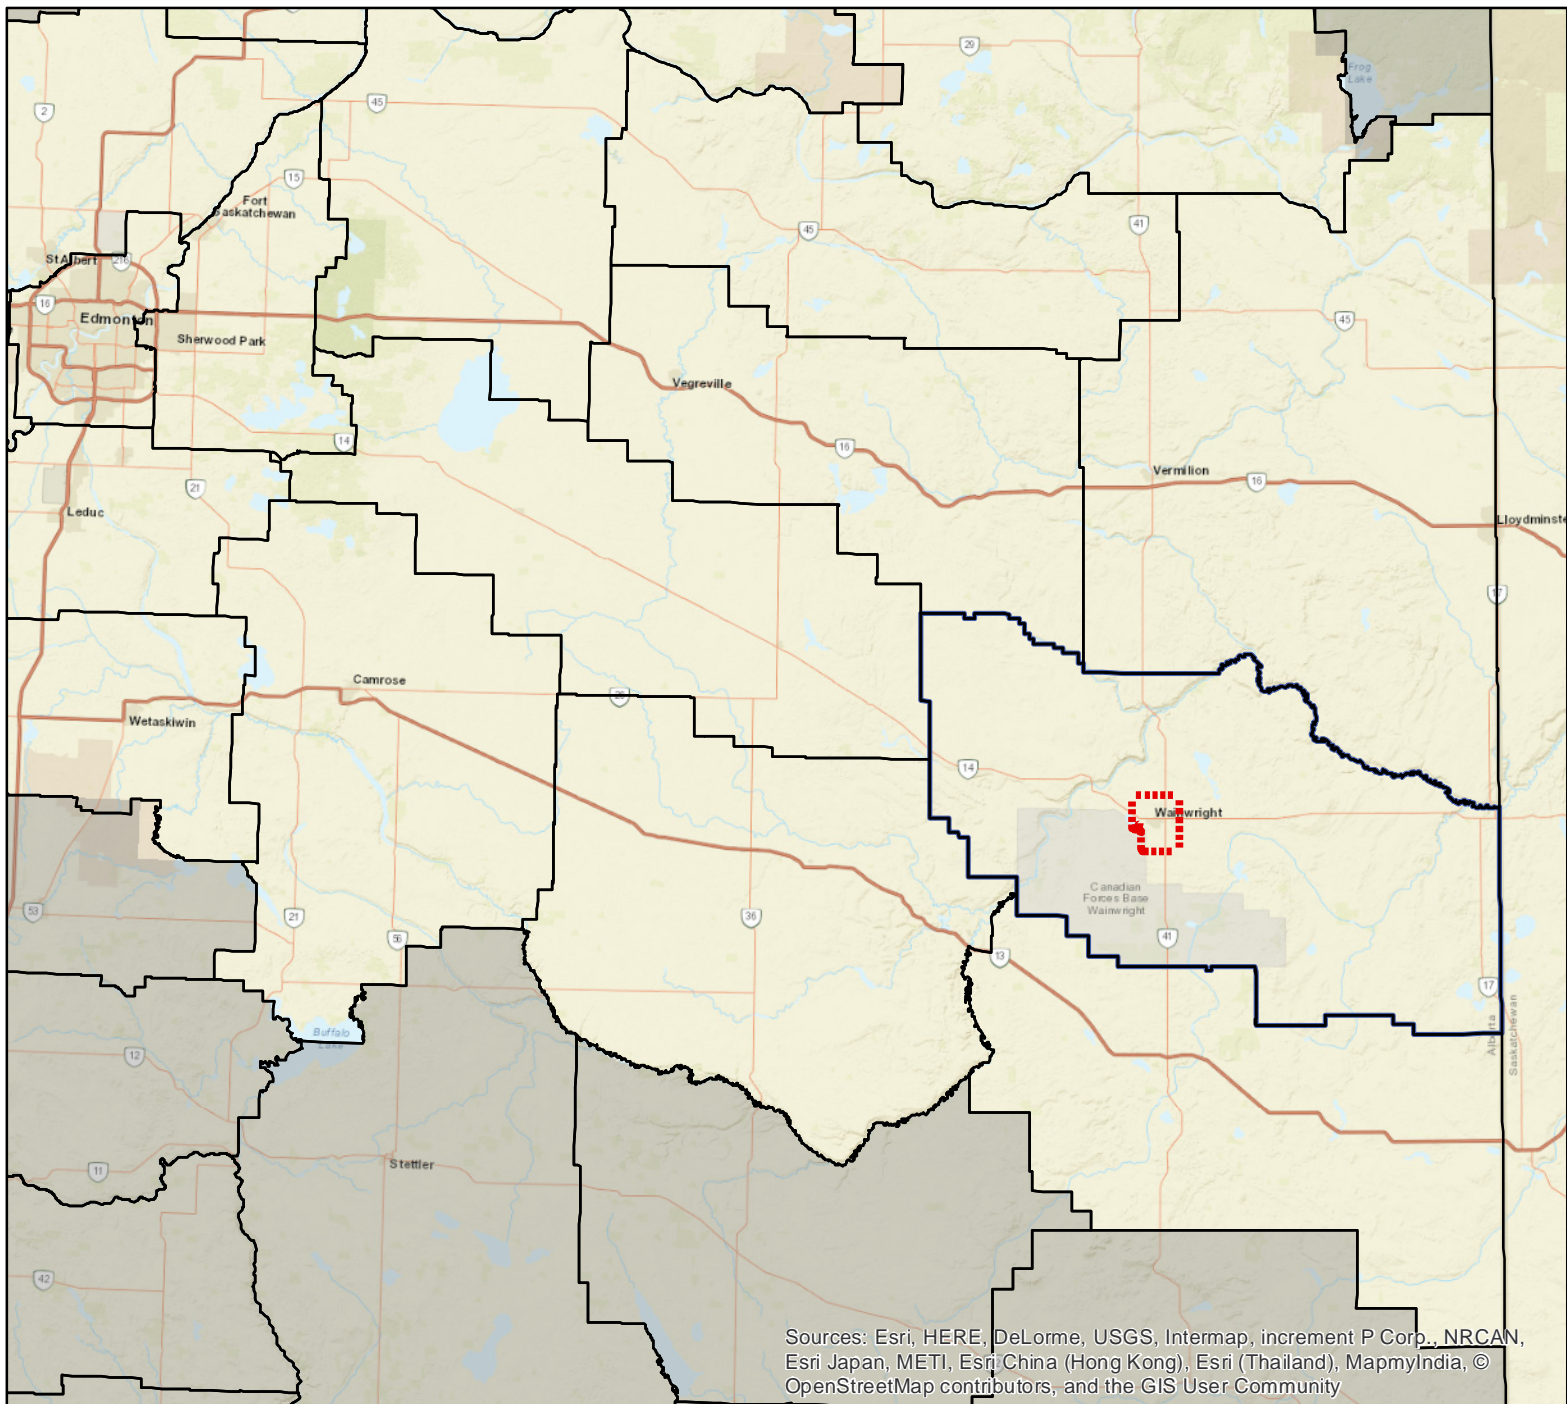 29
Frog
Lake
2
45
15
Fort
Saskatchewan
41
45
St Albert
216
16
45
Edmonton
Sherwood Park
Vegreville
14
16
Vermilion
16
21
Leduc
Lloydminste
17
Camrose
26
Wetaskiwin
14
Wainwright
Canadian
Forces Base
Wainwright
53
21
56
36
41
13
17
Alberta
Saskatchewan
Buffalo
Lake
12
11
Stettler
42
Sources: Esri, HERE, DeLorme, USGS, Intermap, increment P Corp., NRCAN,
Esri Japan, METI, Esri China (Hong Kong), Esri (Thailand), MapmyIndia, ©
OpenStreetMap contributors, and the GIS User Community